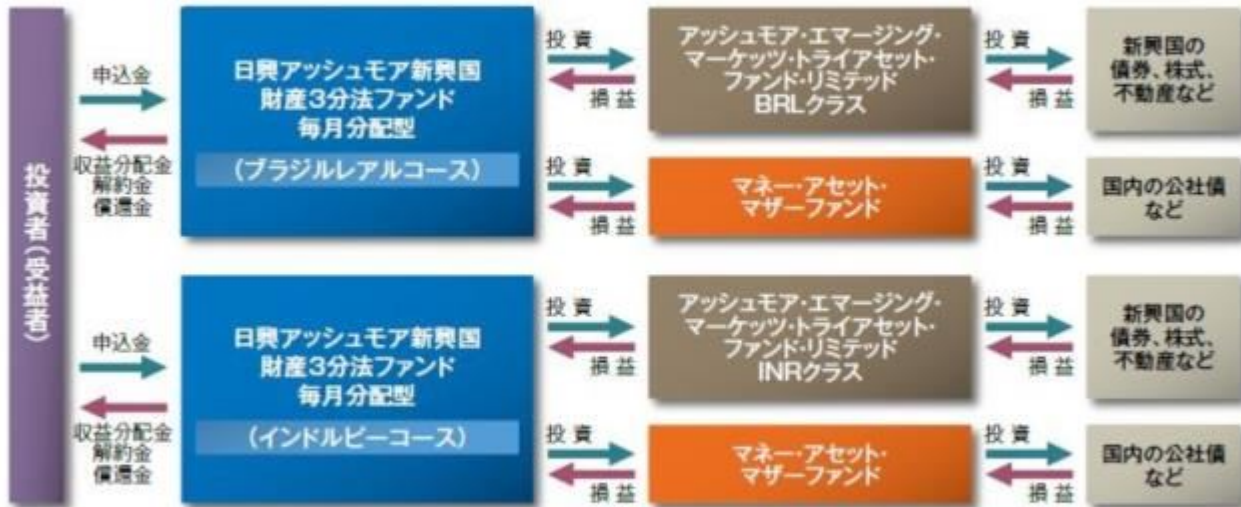 投資者(受益者)
申込金
収益分配金
解約金
償還金
日興アッシュモア新興国
財産3分法ファンド
毎月分配型
(ブラジルレアルコース)
投資
損益
アッシュモア・エマージング・
マーケッツ・トライアセット・
ファンド・リミテッド
BRLクラス
投資
損益
新興国の
債券、株式、
不動産など
投資
損益
マネー・アセット・
マザーファンド
投資
損益
国内の公社債
など
申込金
収益分配金
解約金
償還金
日興アッシュモア新興国
財産3分法ファンド
毎月分配型
(インドルピーコース)
投資
損益
アッシュモア・エマージング・
マーケッツ・トライアセット・
ファンド・リミテッド
INRクラス
投資
損益
新興国の
債券、株式、
不動産など
投資
損益
マネー・アセット・
マザーファンド
投資
損益
国内の公社債
など